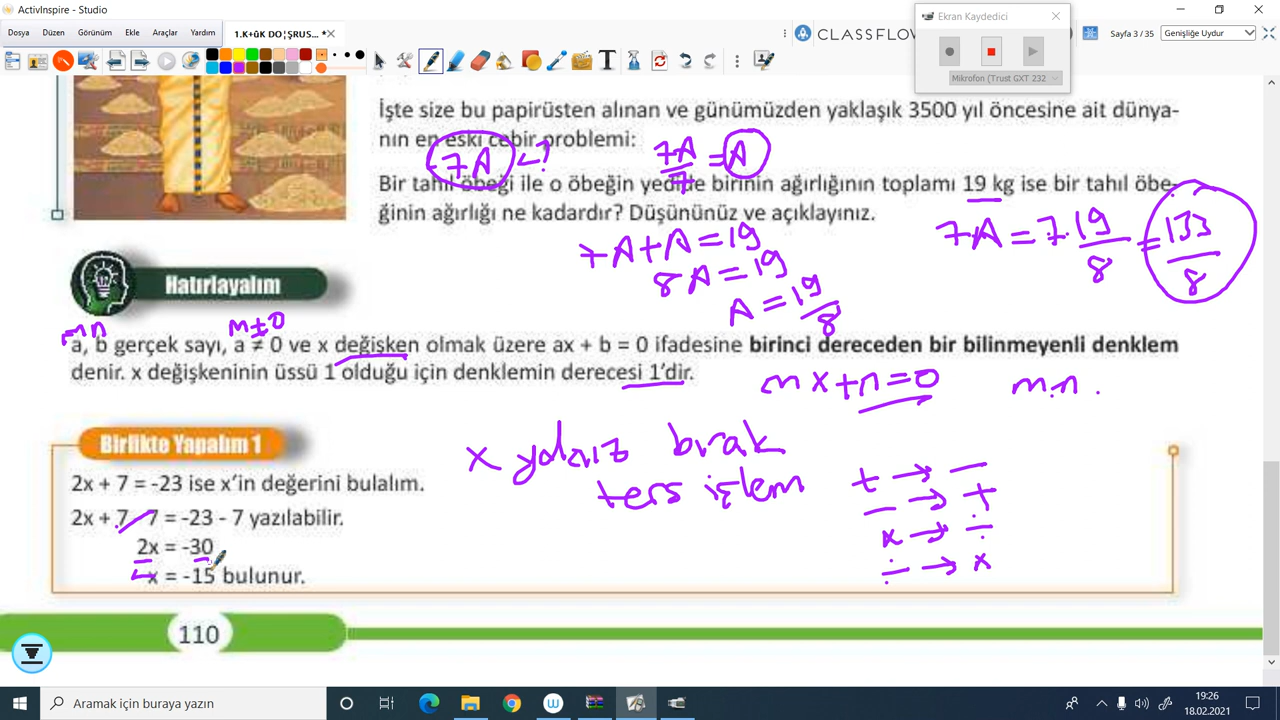 ActivInspire - Studio
Ekran Kaydedici
Dosya Düzen Görünüm Ekle Araçlar Yardım
1.K+ûK DO¦ŞRUS...*
CLASSFLOW
Sayfa 3 / 35
Genişliğe Uydur
Mikrofon (Trust GXT 232
İşte size bu papirüsten alınan ve günümüzden yaklaşık 3500 yıl öncesine ait dünya-
nın en eski cebir problemi:
7A <-?
7A/7 = A
Bir tahıl öbeği ile o öbeğin yedide birinin ağırlığının toplamı 19 kg ise bir tahıl öbe-
ğinin ağırlığı ne kadardır? Düşününüz ve açıklayınız.
7A+A=19
8A=19
A=19/8
7A=7.19/8=133/8
Hatırlayalım
m n
m≠0
a, b gerçek sayı, a ≠ 0 ve x değişken olmak üzere ax + b = 0 ifadesine birinci dereceden bir bilinmeyenli denklem
denir. x değişkeninin üssü 1 olduğu için denklemin derecesi 1'dir.
mx+n=0
m.n.
Birlikte Yapalım 1
2x + 7 = -23 ise x'in değerini bulalım.
2x + 7 - 7 = -23 - 7 yazılabilir.
2x = -30
x = -15 bulunur.
x yalnız bırak
ters işlem
+ → -
- → +
x → ÷
÷ → x
110
Aramak için buraya yazın
19:26
18.02.2021